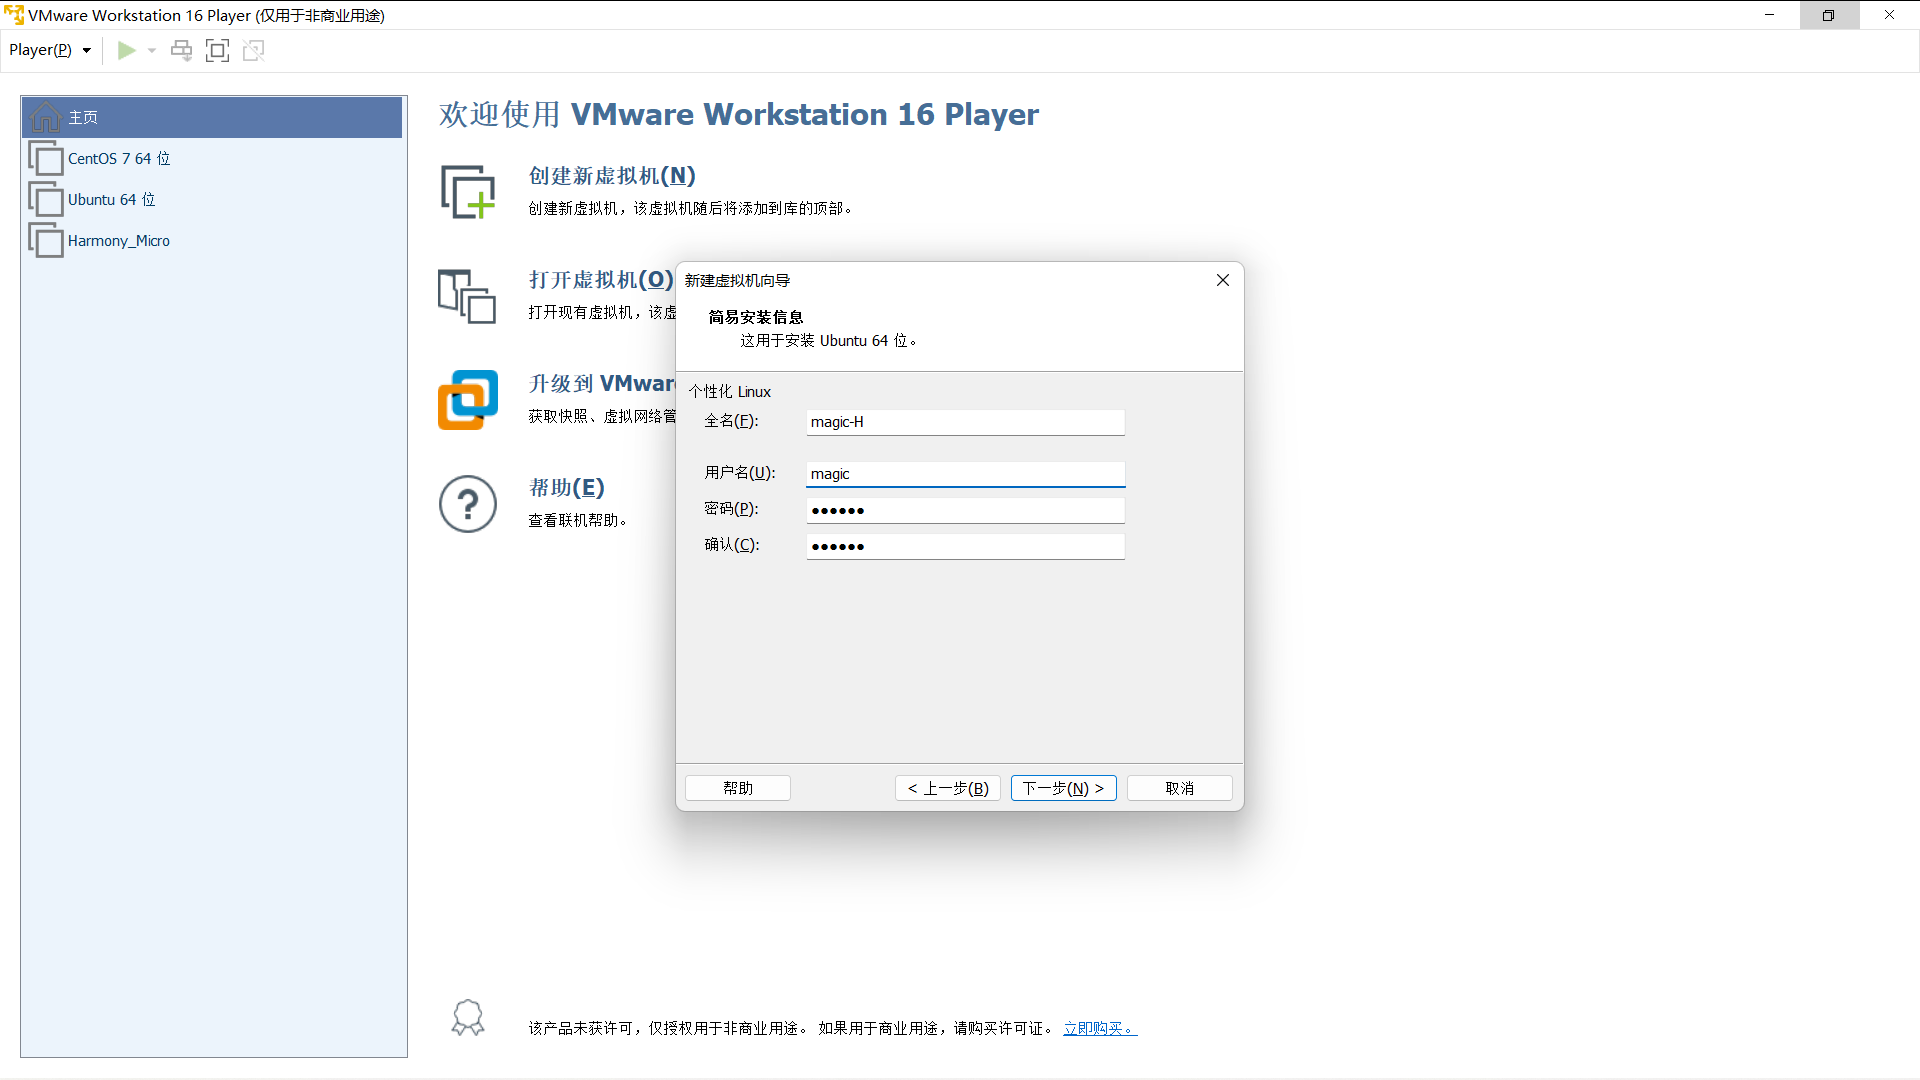 VMware Workstation 16 Player (仅用于非商业用途)
Player(P)
主页
CentOS 7 64 位
Ubuntu 64 位
Harmony_Micro
欢迎使用 VMware Workstation 16 Player
创建新虚拟机(N)
创建新虚拟机，该虚拟机随后将添加到库的顶部。
打开虚拟机(O)
打开现有虚拟机，该虚
升级到 VMware
获取快照、虚拟网络管
帮助(E)
查看联机帮助。
新建虚拟机向导
简易安装信息
这用于安装 Ubuntu 64 位。
个性化 Linux
全名(F): magic-H
用户名(U): magic
密码(P): ●●●●●●
确认(C): ●●●●●●
帮助
< 上一步(B)
下一步(N) >
取消
该产品未获许可，仅授权用于非商业用途。 如果用于商业用途，请购买许可证。 立即购买。